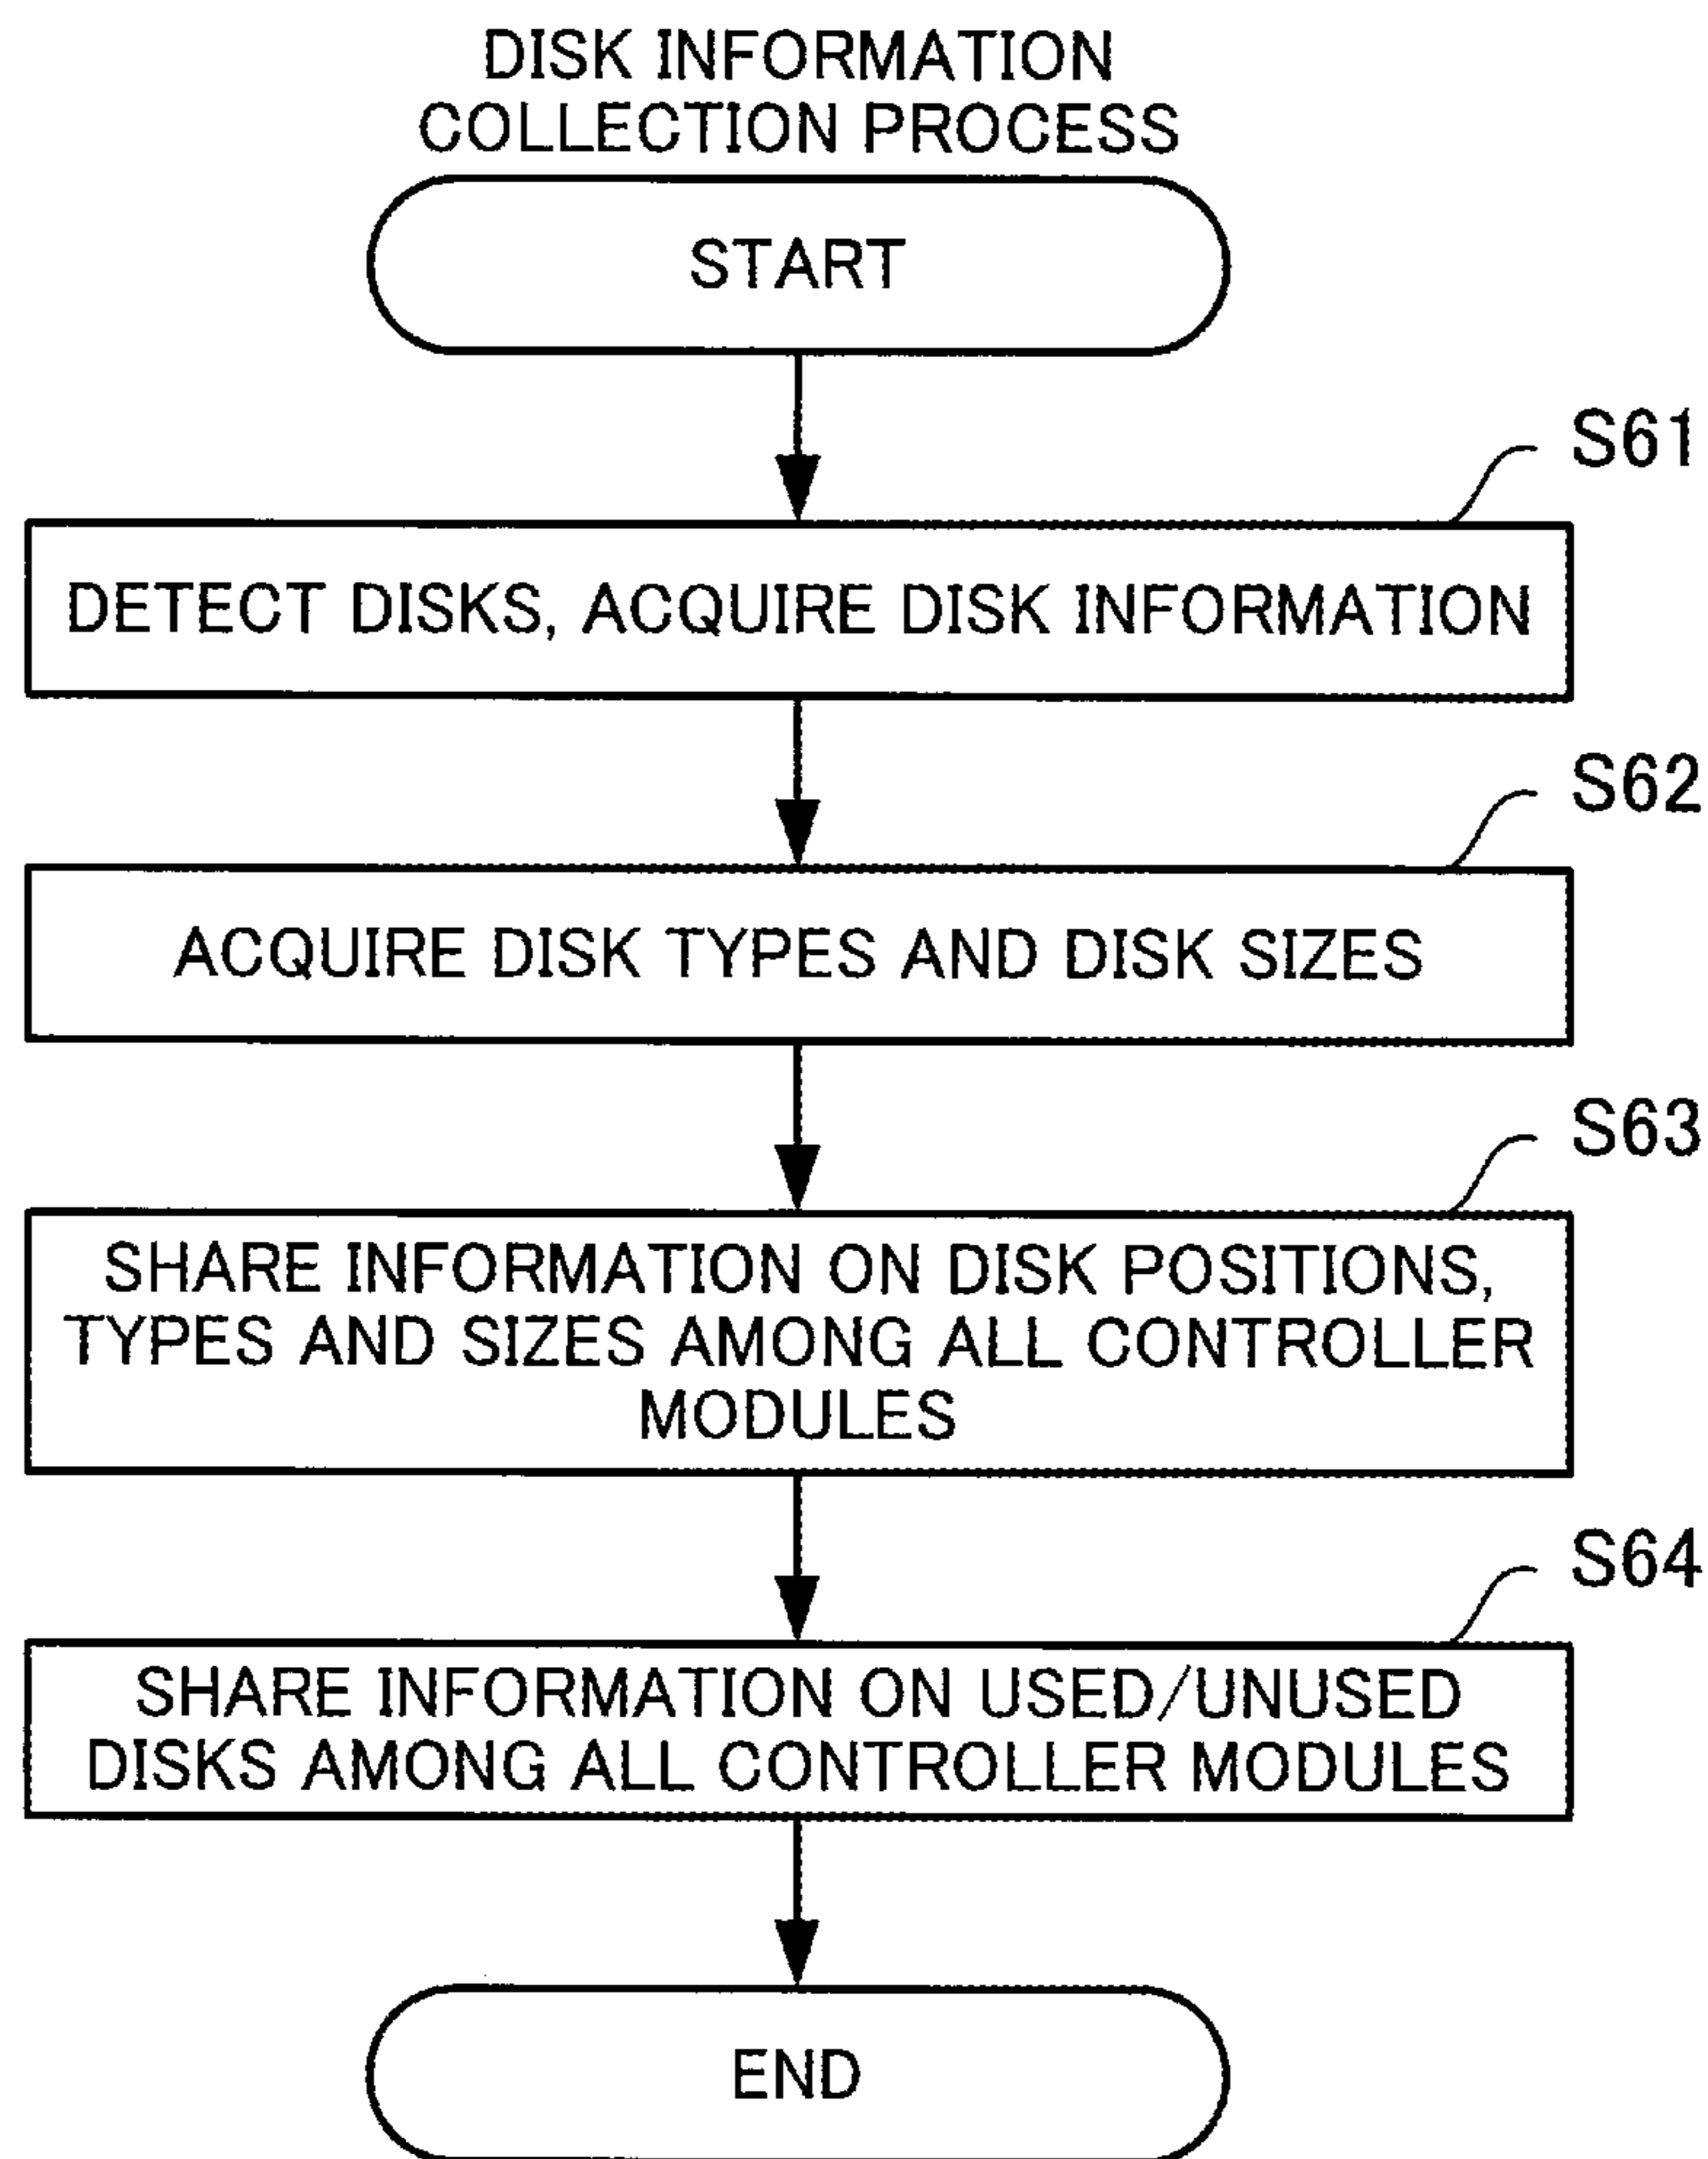 DISK INFORMATION
COLLECTION PROCESS
START
S61
DETECT DISKS, ACQUIRE DISK INFORMATION
S62
ACQUIRE DISK TYPES AND DISK SIZES
S63
SHARE INFORMATION ON DISK POSITIONS,
TYPES AND SIZES AMONG ALL CONTROLLER
MODULES
S64
SHARE INFORMATION ON USED/UNUSED
DISKS AMONG ALL CONTROLLER MODULES
END